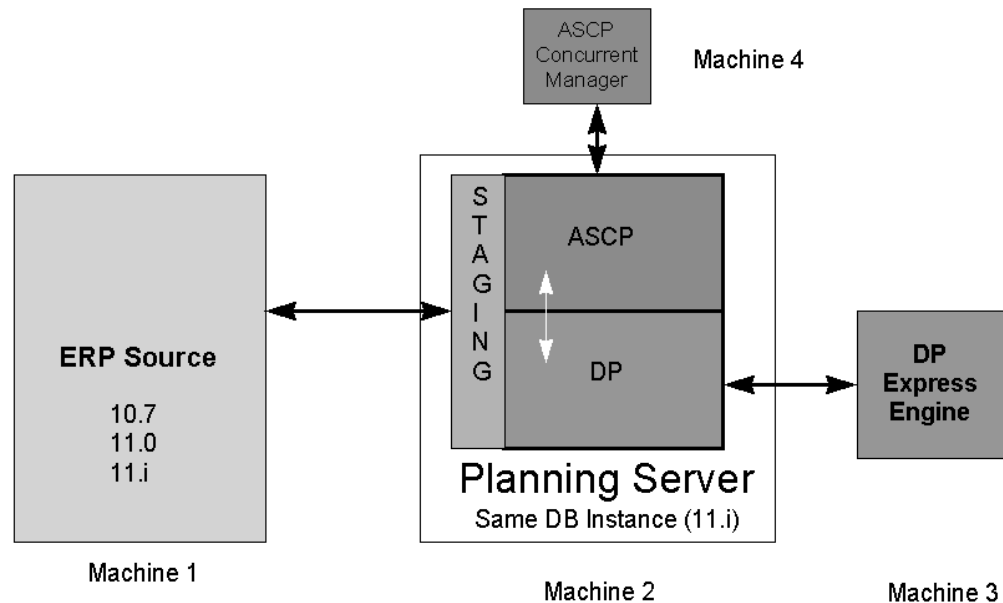 ASCP
Concurrent
Manager
Machine 4
ERP Source
10.7
11.0
11.i
Machine 1
S
T
A
G
I
N
G
ASCP
DP
Planning Server
Same DB Instance (11.i)
Machine 2
DP
Express
Engine
Machine 3